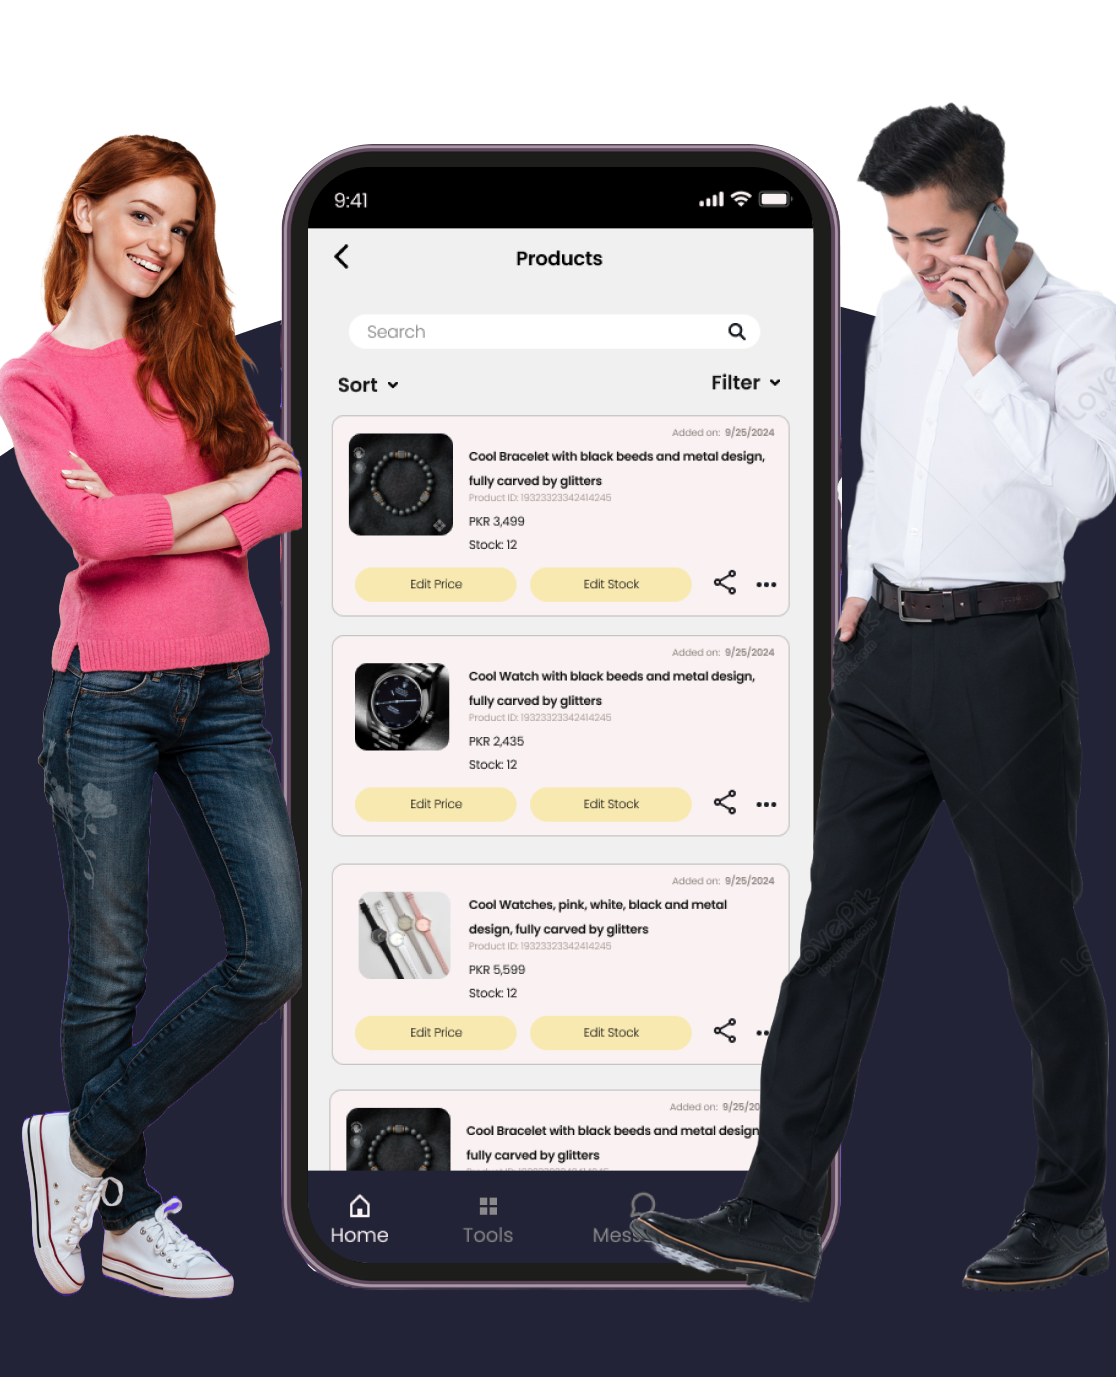 9:41
Products
Search
Sort
Filter
Added on: 9/25/2024
Cool Bracelet with black beeds and metal design,
fully carved by glitters
Product ID: 19323323342414245
PKR 3,499
Stock: 12
Edit Price
Edit Stock
Added on: 9/25/2024
Cool Watch with black beeds and metal design,
fully carved by glitters
Product ID: 19323323342414245
PKR 2,435
Stock: 12
Edit Price
Edit Stock
Added on: 9/25/2024
Cool Watches, pink, white, black and metal
design, fully carved by glitters
Product ID: 19323323342414245
PKR 5,599
Stock: 12
Edit Price
Edit Stock
Added on: 9/25/20
Cool Bracelet with black beeds and metal design
fully carved by glitters
Home
Tools
Mess
Lovepik
Lovepik